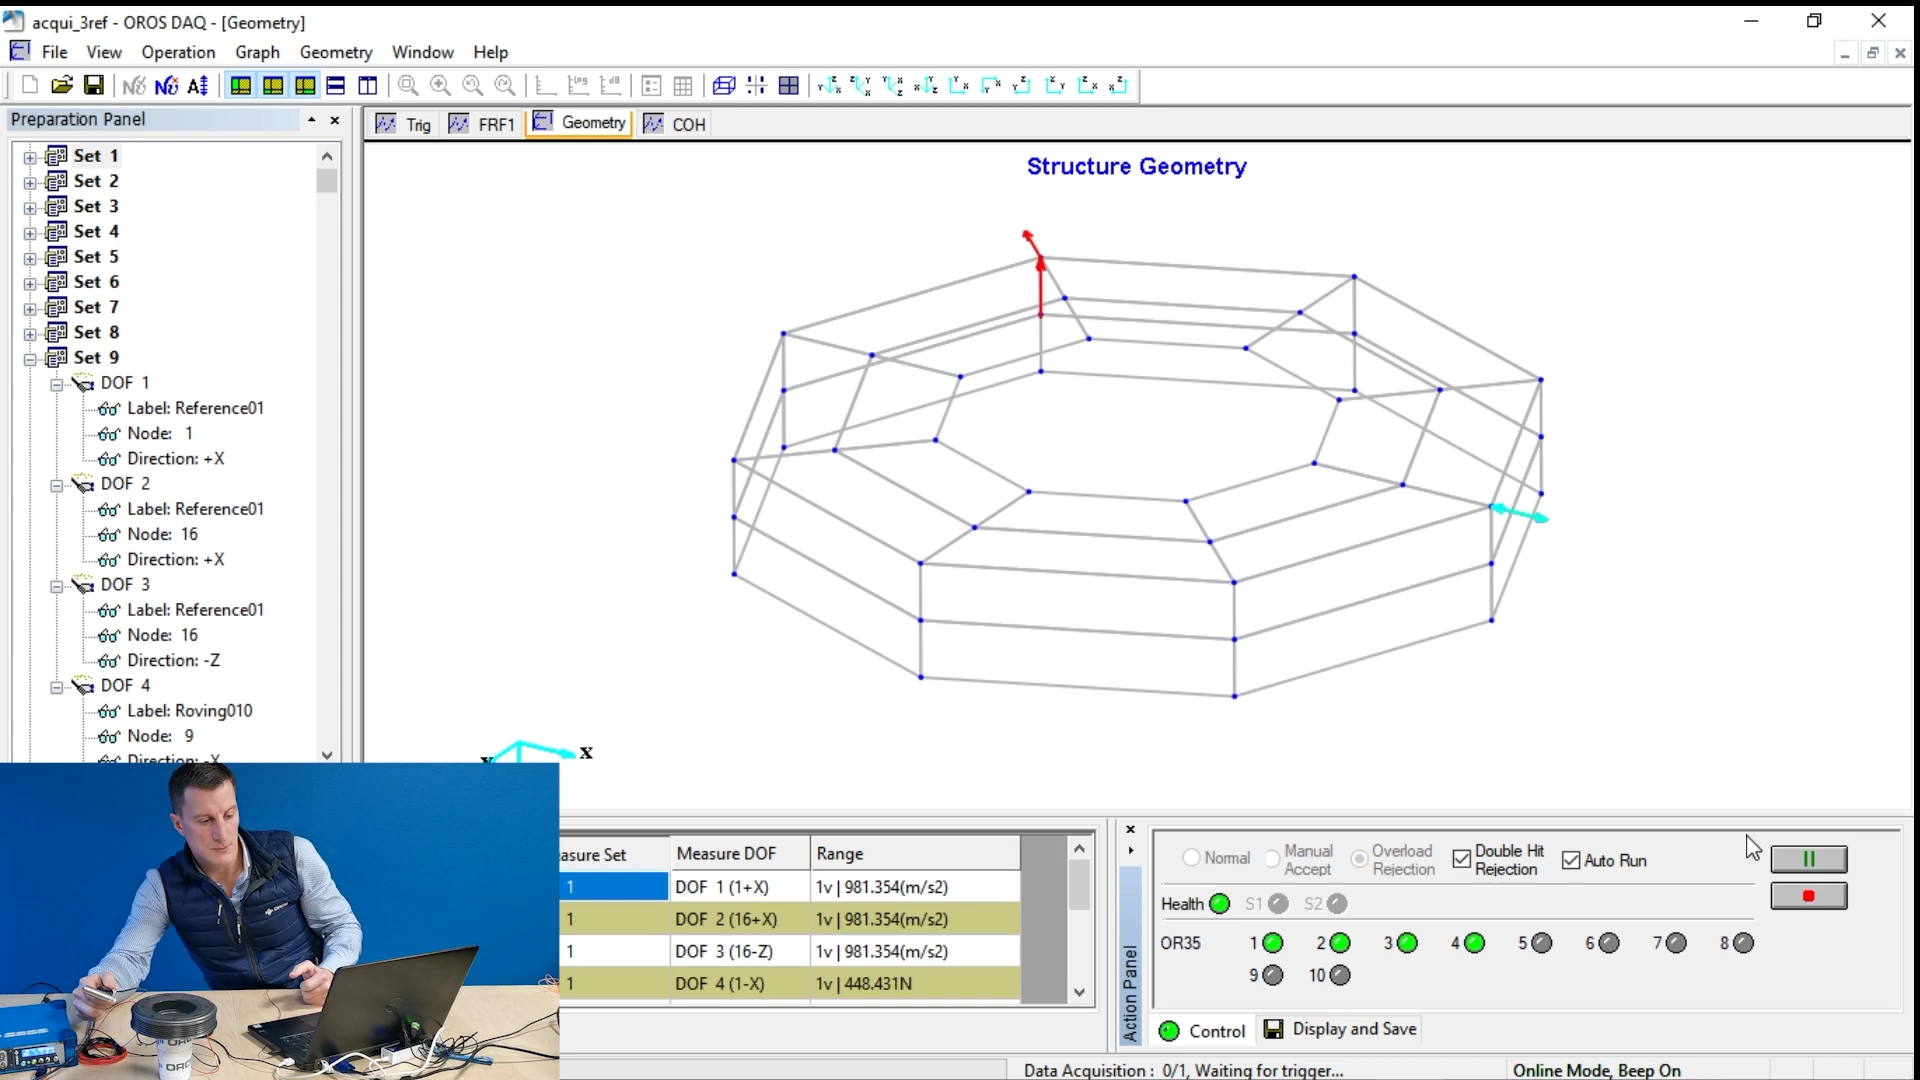 acqui_3ref - OROS DAQ - [Geometry]
File View Operation Graph Geometry Window Help
Preparation Panel
Trig FRF1 Geometry COH
Set 1
Set 2
Set 3
Set 4
Set 5
Set 6
Set 7
Set 8
Set 9
DOF 1
Label: Reference01
Node: 1
Direction: +X
DOF 2
Label: Reference01
Node: 16
Direction: +X
DOF 3
Label: Reference01
Node: 16
Direction: -Z
DOF 4
Label: Roving010
Node: 9
Direction: -X
Structure Geometry
X
asure Set Measure DOF Range
1 DOF 1 (1+X) 1v | 981.354(m/s2)
1 DOF 2 (16+X) 1v | 981.354(m/s2)
1 DOF 3 (16-Z) 1v | 981.354(m/s2)
1 DOF 4 (1-X) 1v | 448.431N
Action Panel
Normal Manual Accept Overload Rejection Double Hit Rejection Auto Run
Health S1 S2
OR35 1 2 3 4 5 6 7 8
9 10
Control Display and Save
Data Acquisition : 0/1, Waiting for trigger... Online Mode, Beep On